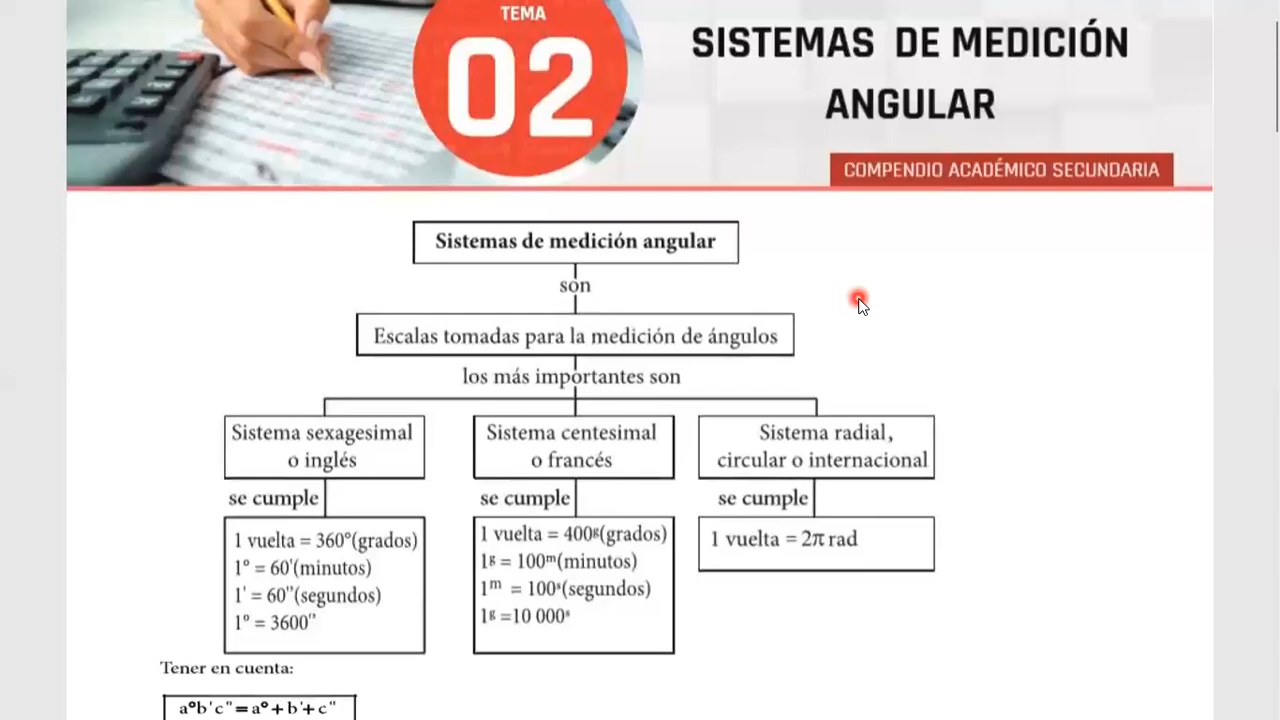 TEMA
02
SISTEMAS DE MEDICIÓN
ANGULAR
COMPENDIO ACADÉMICO SECUNDARIA
Sistemas de medición angular
son
Escalas tomadas para la medición de ángulos
los más importantes son
Sistema sexagesimal
o inglés
se cumple
1 vuelta = 360°(grados)
1° = 60'(minutos)
1' = 60"(segundos)
1° = 3600"
Sistema centesimal
o francés
se cumple
1 vuelta = 400ᵍ(grados)
1ᵍ = 100ᵐ(minutos)
1ᵐ = 100ˢ(segundos)
1ᵍ =10 000ˢ
Sistema radial,
circular o internacional
se cumple
1 vuelta = 2π rad
Tener en cuenta:
a°b'c"=a°+b'+c"